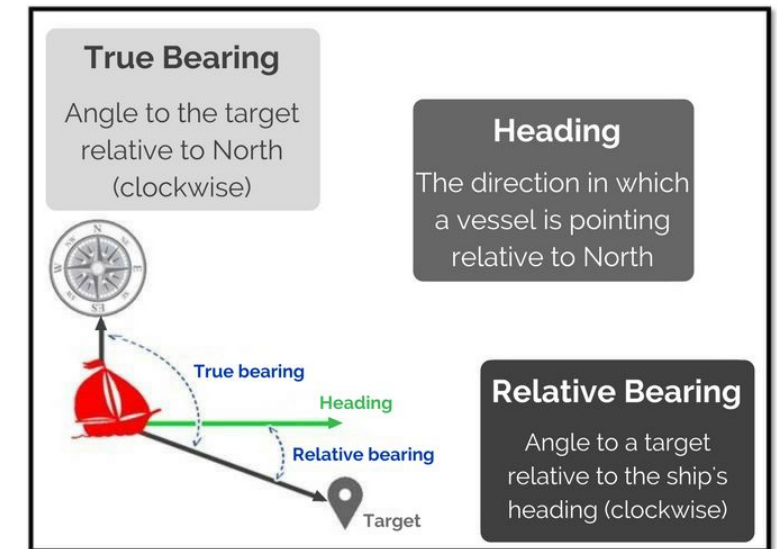 True Bearing
Angle to the target
relative to North
(clockwise)
Heading
The direction in which
a vessel is pointing
relative to North
N
W
E
True bearing
Heading
Relative bearing
Target
Relative Bearing
Angle to a target
relative to the ship's
heading (clockwise)